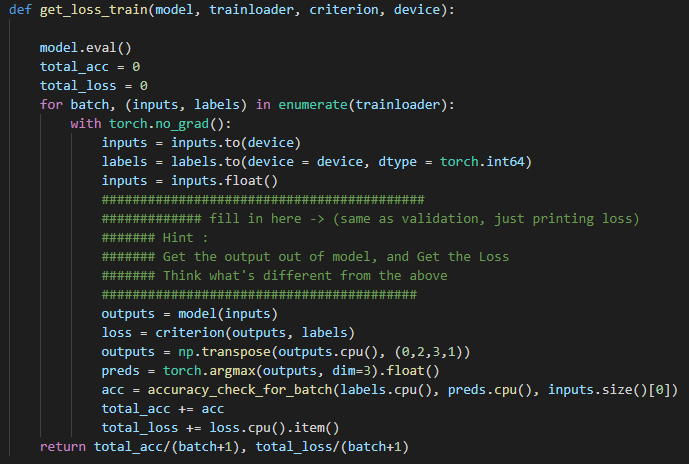 def get_loss_train(model, trainloader, criterion, device):
model.eval()
total_acc = 0
total_loss = 0
for batch, (inputs, labels) in enumerate(trainloader):
with torch.no_grad():
inputs = inputs.to(device)
labels = labels.to(device = device, dtype = torch.int64)
inputs = inputs.float()
##########################################
############# fill in here -> (same as validation, just printing loss)
####### Hint :
####### Get the output out of model, and Get the Loss
####### Think what's different from the above
#########################################
outputs = model(inputs)
loss = criterion(outputs, labels)
outputs = np.transpose(outputs.cpu(), (0,2,3,1))
preds = torch.argmax(outputs, dim=3).float()
acc = accuracy_check_for_batch(labels.cpu(), preds.cpu(), inputs.size()[0])
total_acc += acc
total_loss += loss.cpu().item()
return total_acc/(batch+1), total_loss/(batch+1)